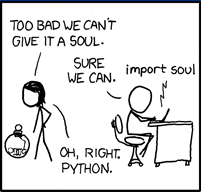 TOO BAD WE CAN'T
GIVE IT A SOUL.
SURE
WE CAN.
import soul
OH, RIGHT.
PYTHON.